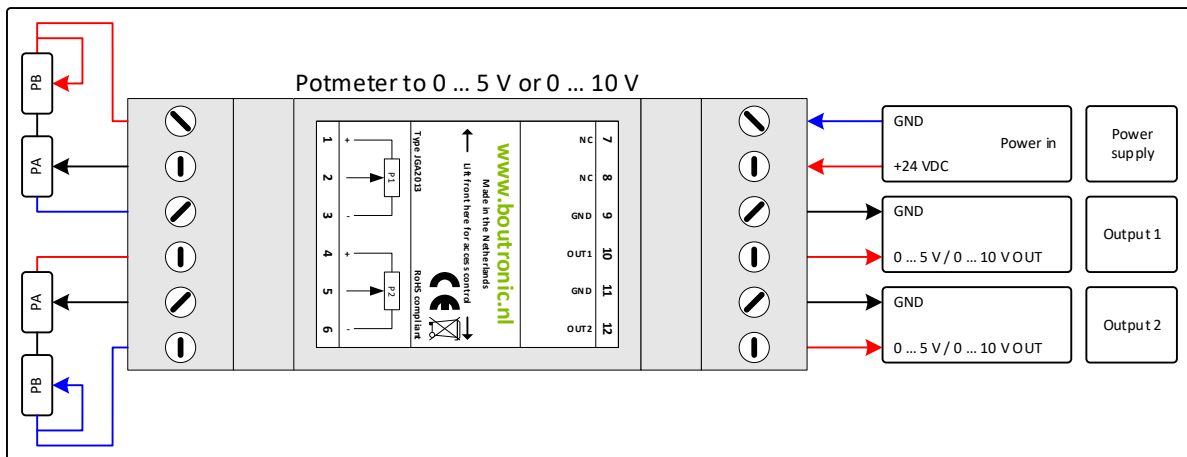 Potmeter to 0 ... 5 V or 0 ... 10 V
PB
PA
PA
PB
1
2
3
4
5
6
+
-
+
-
P1
P2
Type JGA2013
RoHS compliant
Lift front here for access control
Made in the Netherlands
www.boutronic.nl
CE
NC
NC
GND
OUT1
GND
OUT2
7
8
9
10
11
12
GND
Power in
+24 VDC
Power
supply
GND
0 ... 5 V / 0 ... 10 V OUT
Output 1
GND
0 ... 5 V / 0 ... 10 V OUT
Output 2